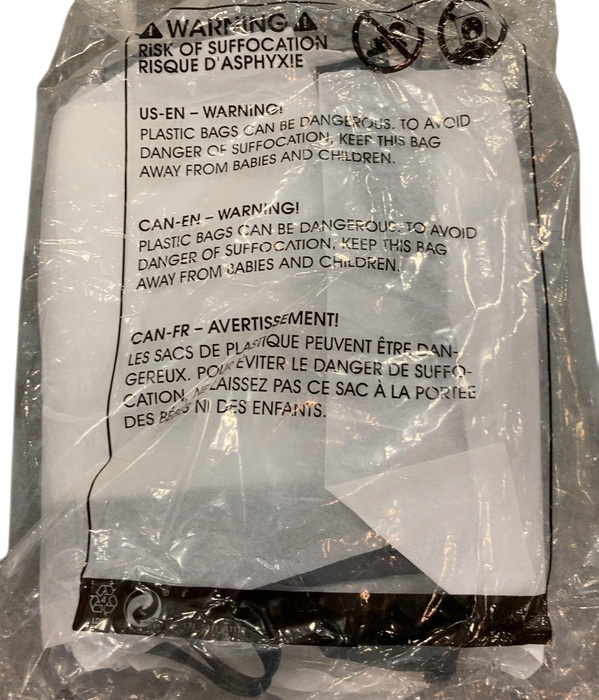 WARNING
RISK OF SUFFOCATION
RISQUE D'ASPHYXIE
US-EN – WARNING!
PLASTIC BAGS CAN BE DANGEROUS. TO AVOID
DANGER OF SUFFOCATION, KEEP THIS BAG
AWAY FROM BABIES AND CHILDREN.
CAN-EN – WARNING!
PLASTIC BAGS CAN BE DANGEROUS. TO AVOID
DANGER OF SUFFOCATION, KEEP THIS BAG
AWAY FROM BABIES AND CHILDREN.
CAN-FR – AVERTISSEMENT!
LES SACS DE PLASTIQUE PEUVENT ÊTRE DAN-
GEREUX. POUR ÉVITER LE DANGER DE SUFFO-
CATION, NE LAISSEZ PAS CE SAC À LA PORTÉE
DES BÉBÉS NI DES ENFANTS.